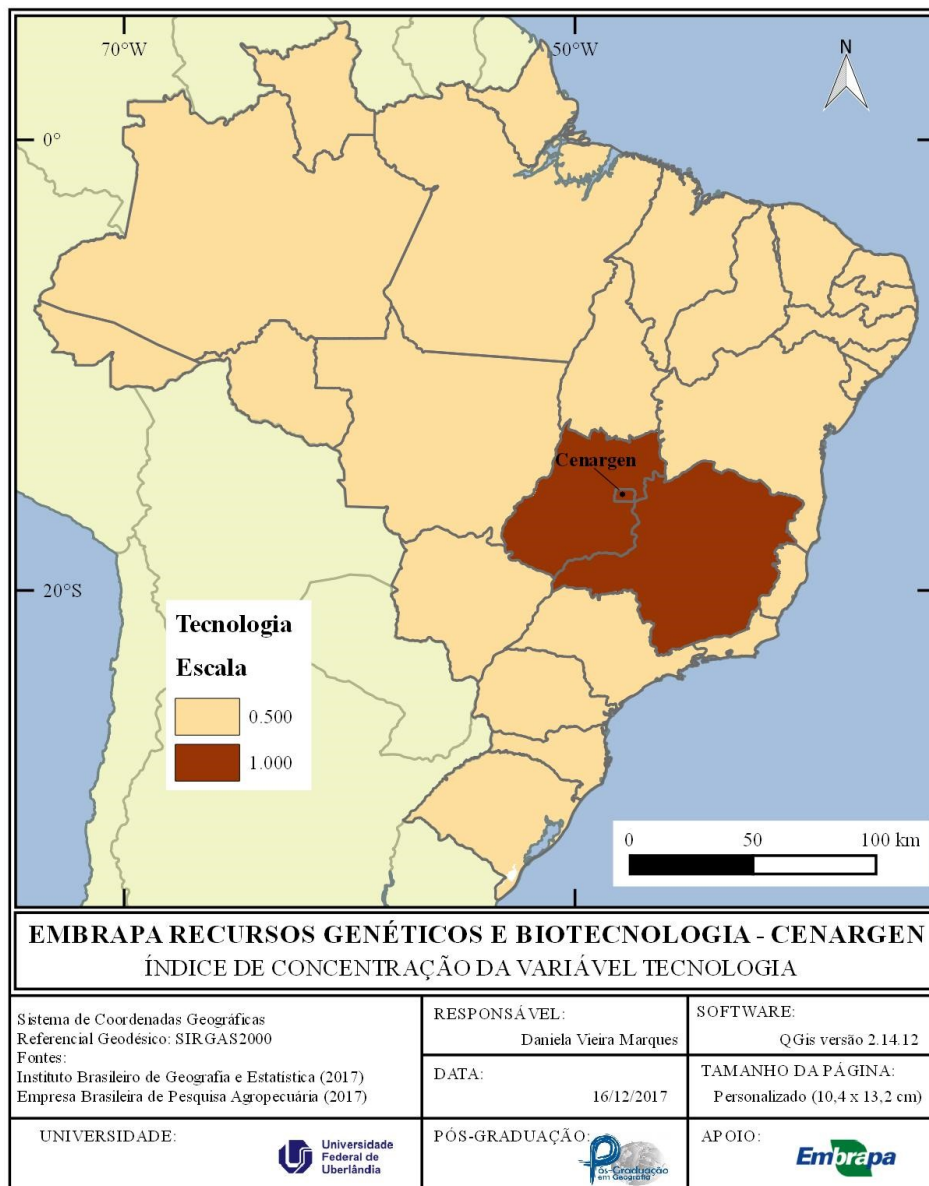 70°W
50°W
N
0°
Cenargen
20°S
Tecnologia
Escala
0.500
1.000
0 50 100 km
EMBRAPA RECURSOS GENÉTICOS E BIOTECNOLOGIA - CENARGEN
ÍNDICE DE CONCENTRAÇÃO DA VARIÁVEL TECNOLOGIA
Sistema de Coordenadas Geográficas
Referencial Geodésico: SIRGAS2000
Fontes:
Instituto Brasileiro de Geografia e Estatística (2017)
Empresa Brasileira de Pesquisa Agropecuária (2017)
RESPONSÁVEL:
Daniela Vieira Marques
SOFTWARE:
QGis versão 2.14.12
DATA:
16/12/2017
TAMANHO DA PÁGINA:
Personalizado (10,4 x 13,2 cm)
UNIVERSIDADE:
Universidade
Federal de
Uberlândia
PÓS-GRADUAÇÃO:
Pós-Graduação
em Geografia
APOIO:
Embrapa